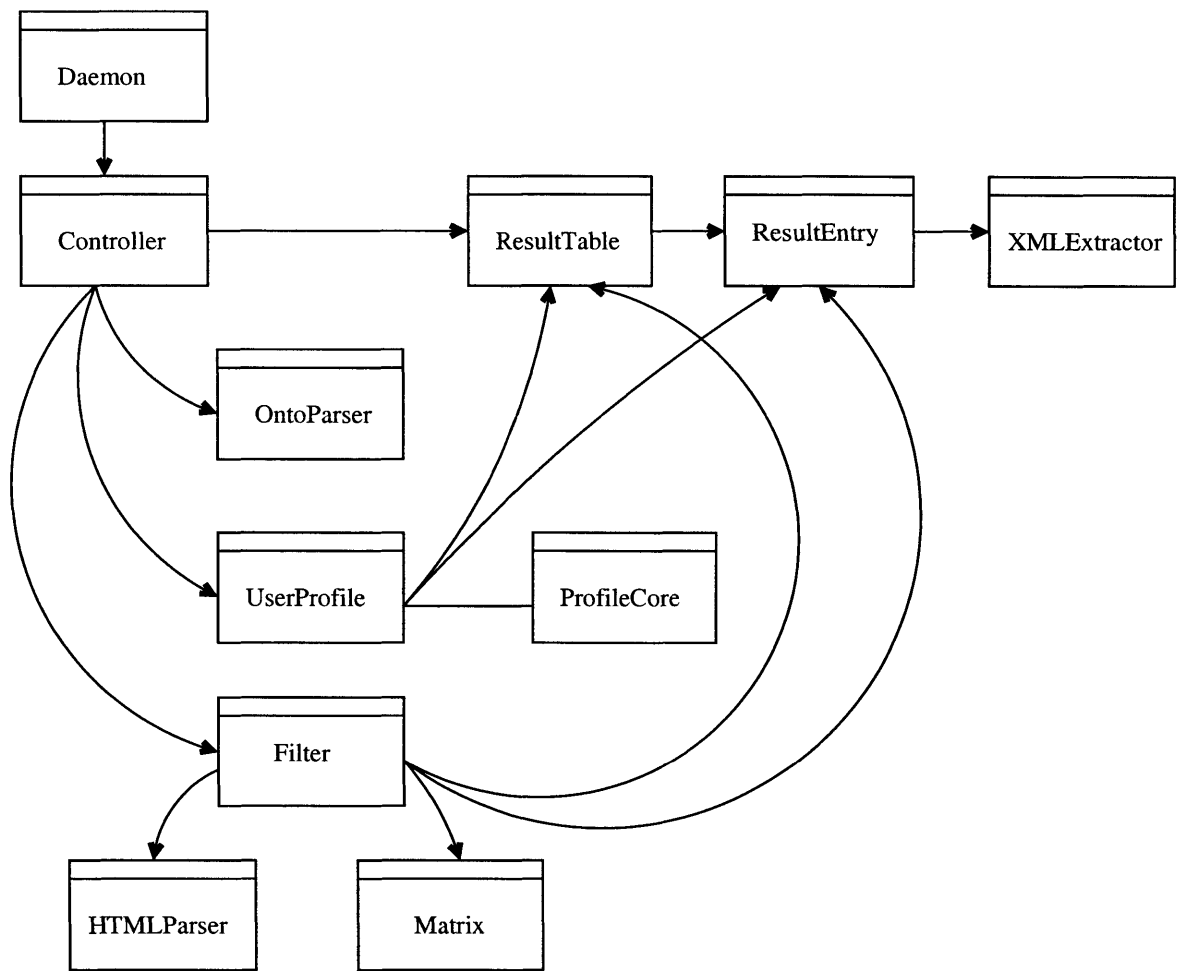 Daemon
Controller
ResultTable
ResultEntry
XMLExtractor
OntoParser
UserProfile
ProfileCore
Filter
HTMLParser
Matrix